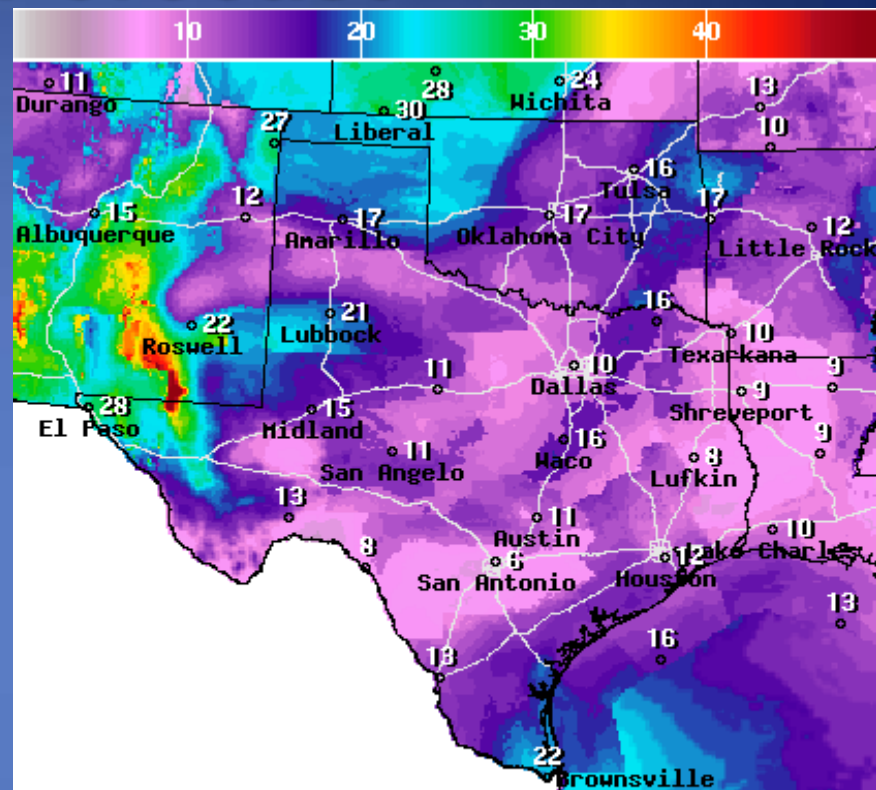 10 20 30 40
11
Durango
28
24
Wichita
13
30
Liberal
10
27
16
Tulsa
15
Albuquerque
12
17
Amarillo
17
Oklahoma City
17
12
Little Rock
22
Roswell
21
Lubbock
16
10
Texarkana
10
Dallas
11
9
Shreveport
9
28
El Paso
15
Midland
11
San Angelo
16
Waco
8
Lufkin
9
13
11
Austin
10
Lake Charles
8
6
San Antonio
12
Houston
13
16
13
22
Brownsville